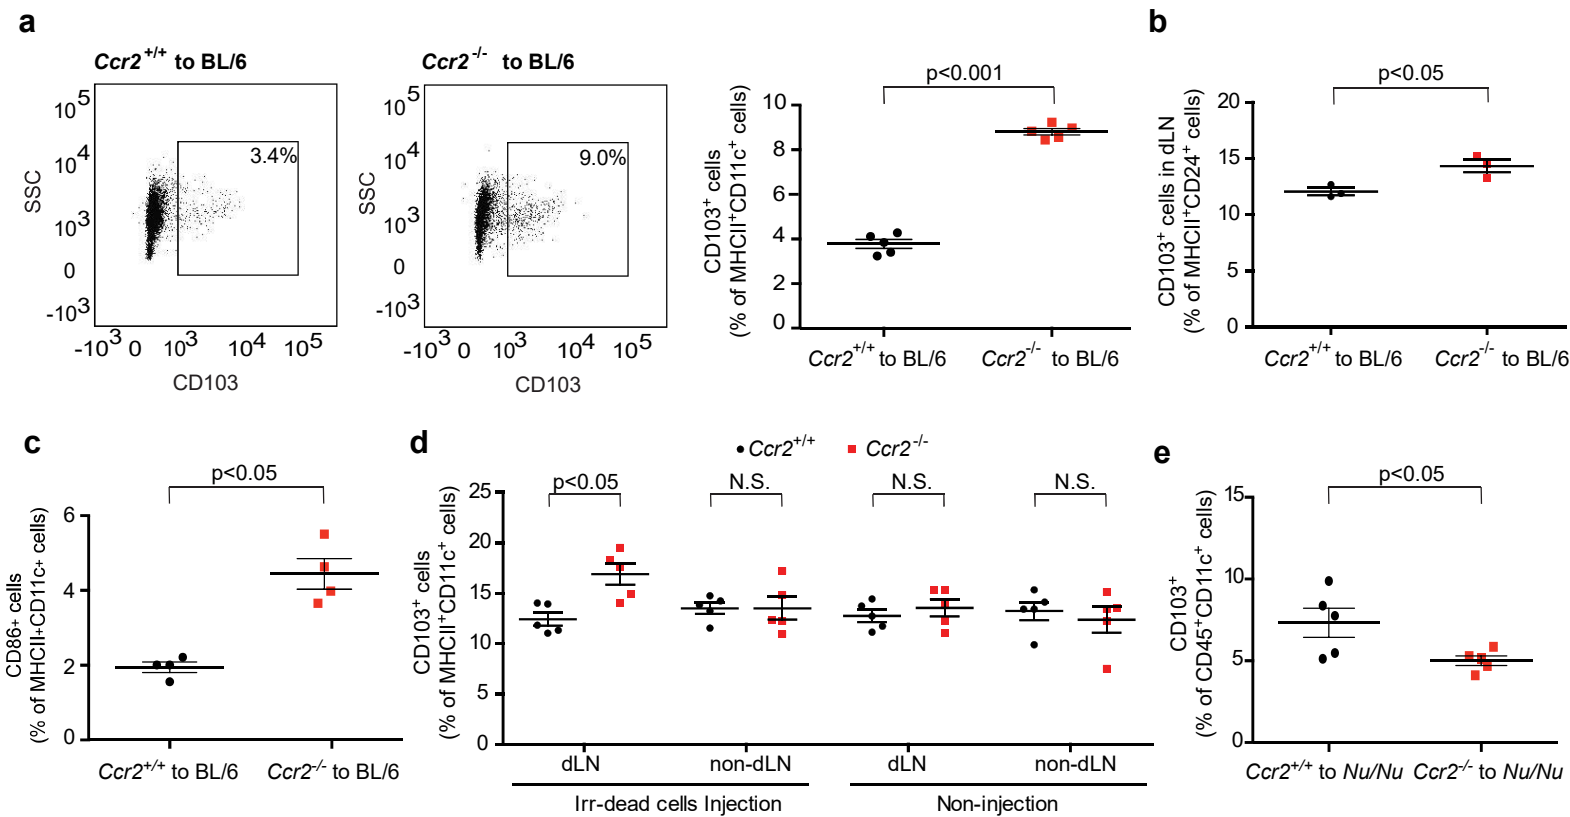 a
Ccr2+/+ to BL/6
SSC
10^5
10^4
10^3
0
-10^3
3.4%
-10^3 0 10^3 10^4 10^5
CD103
Ccr2-/- to BL/6
SSC
10^5
10^4
10^3
0
-10^3
9.0%
-10^3 0 10^3 10^4 10^5
CD103
p<0.001
CD103+ cells
(% of MHCII+CD11c+ cells)
10
8
6
4
2
0
Ccr2+/+ to BL/6 Ccr2-/- to BL/6
b
p<0.05
CD103+ cells in dLN
(% of MHCII+CD24+ cells)
20
15
10
5
0
Ccr2+/+ to BL/6 Ccr2-/- to BL/6
c
p<0.05
CD86+ cells
(% of MHCII+CD11c+ cells)
6
4
2
0
Ccr2+/+ to BL/6 Ccr2-/- to BL/6
d
Ccr2+/+ Ccr2-/-
p<0.05 N.S. N.S. N.S.
CD103+ cells
(% of MHCII+CD11c+ cells)
25
20
15
10
5
0
dLN non-dLN dLN non-dLN
Irr-dead cells Injection Non-injection
e
p<0.05
CD103+
(% of CD45+CD11c+ cells)
15
10
5
0
Ccr2+/+ to Nu/Nu Ccr2-/- to Nu/Nu